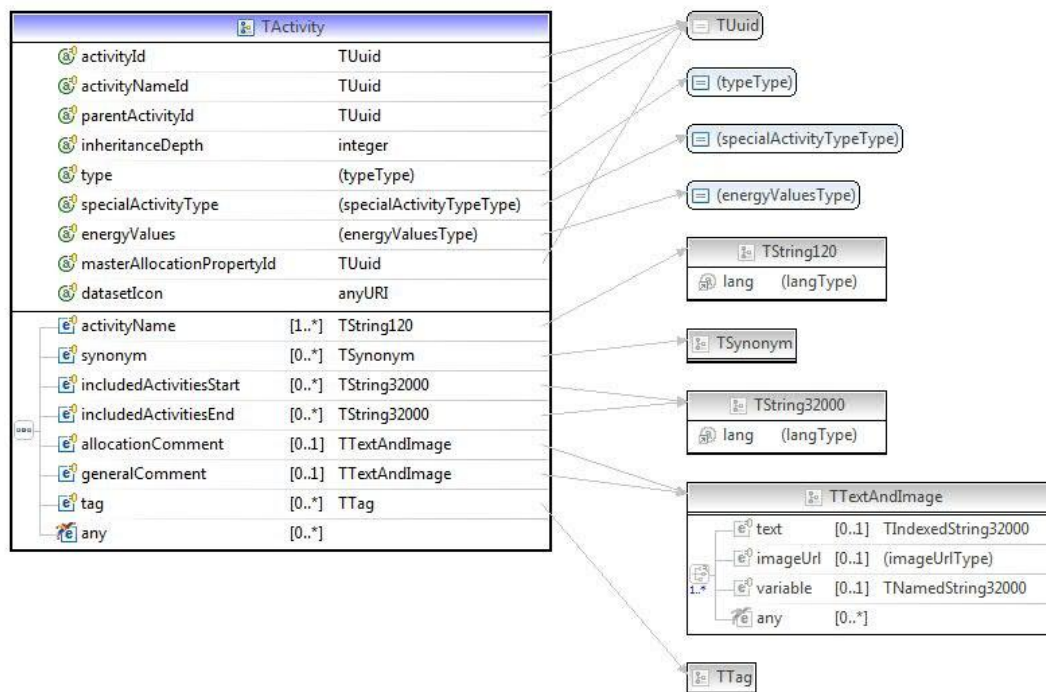 TActivity
activityId TUuid
activityNameId TUuid
parentActivityId TUuid
inheritanceDepth integer
type (typeType)
specialActivityType (specialActivityTypeType)
energyValues (energyValuesType)
masterAllocationPropertyId TUuid
datasetIcon anyURI
activityName [1..*] TString120
synonym [0..*] TSynonym
includedActivitiesStart [0..*] TString32000
includedActivitiesEnd [0..*] TString32000
allocationComment [0..1] TTextAndImage
generalComment [0..1] TTextAndImage
tag [0..*] TTag
any [0..*]
TUuid
(typeType)
(specialActivityTypeType)
(energyValuesType)
TString120
lang (langType)
TSynonym
TString32000
lang (langType)
TTextAndImage
text [0..1] TIndexedString32000
imageUrl [0..1] (imageUrlType)
1..*
variable [0..1] TNamedString32000
any [0..*]
TTag